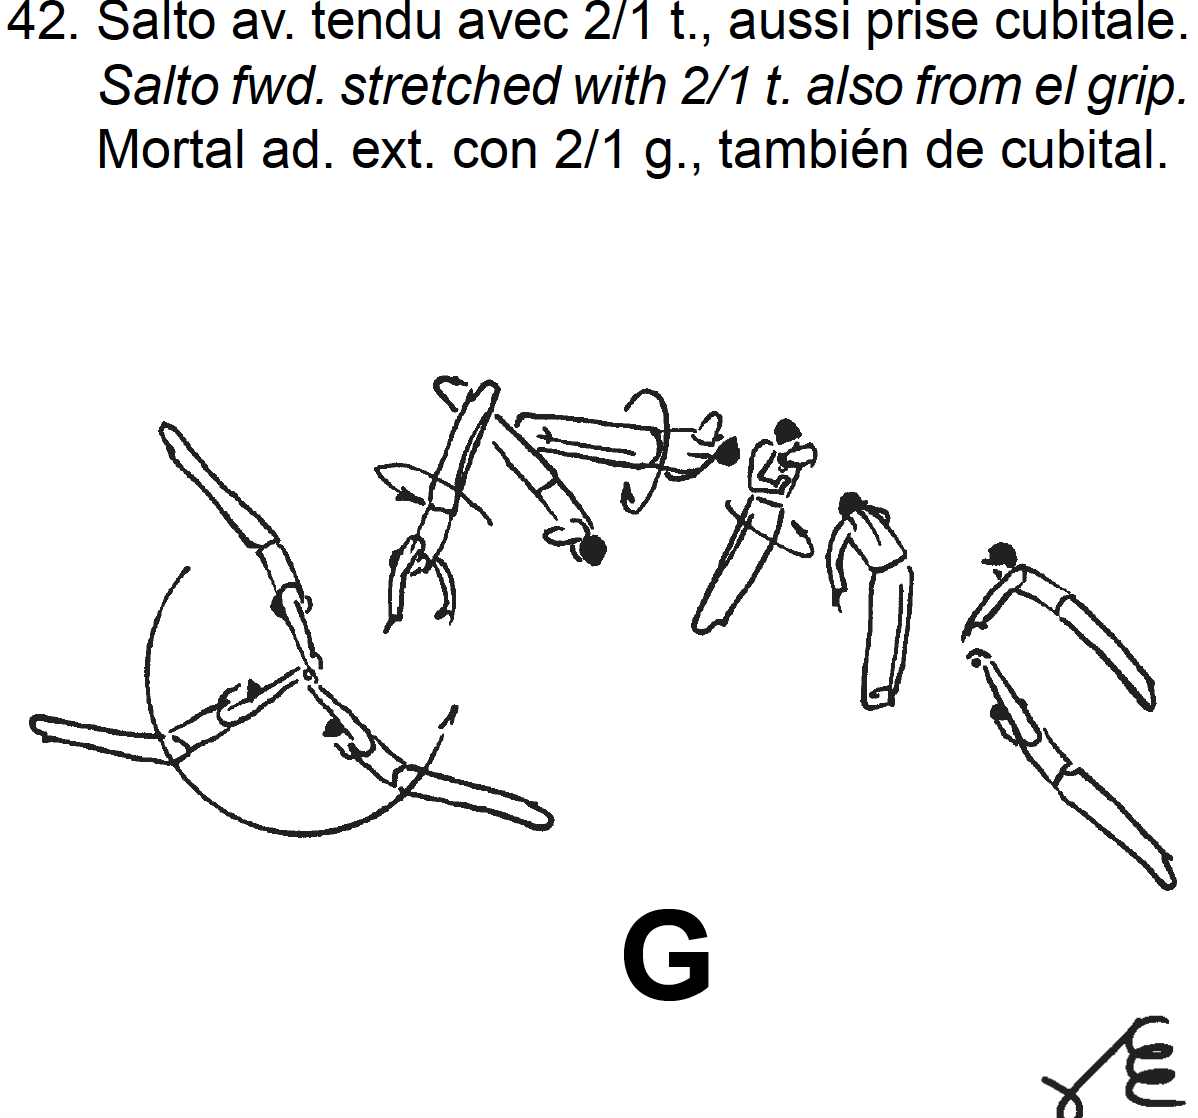 42. Salto av. tendu avec 2/1 t., aussi prise cubitale.
Salto fwd. stretched with 2/1 t. also from el grip.
Mortal ad. ext. con 2/1 g., también de cubital.
G